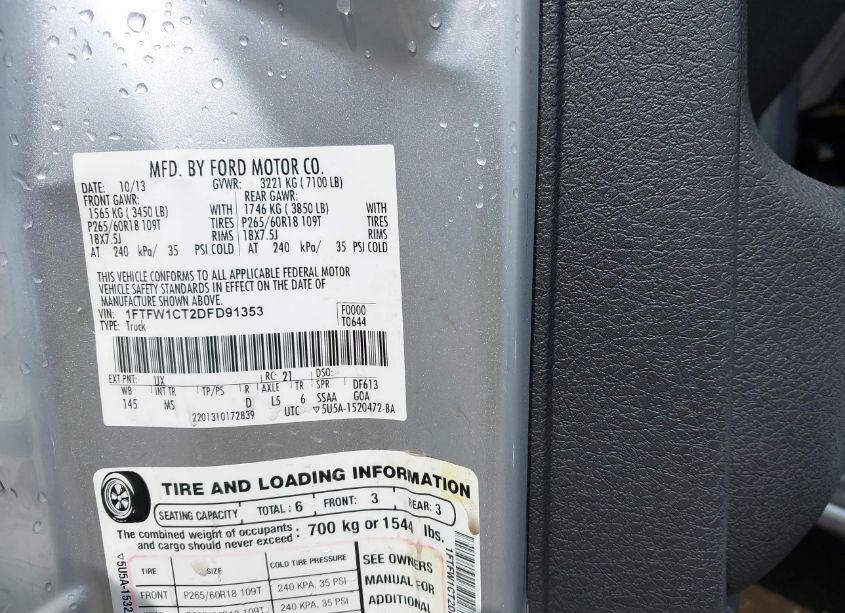 MFD. BY FORD MOTOR CO.
DATE: 10/13 GVWR: 3221 KG ( 7100 LB)
FRONT GAWR: REAR GAWR:
1565 KG ( 3450 LB) WITH 1746 KG ( 3850 LB) WITH
P265/60R18 109T TIRES P265/60R18 109T TIRES
18X7.5J RIMS 18X7.5J RIMS
AT 240 kPa/ 35 PSI COLD AT 240 kPa/ 35 PSI COLD
THIS VEHICLE CONFORMS TO ALL APPLICABLE FEDERAL MOTOR
VEHICLE SAFETY STANDARDS IN EFFECT ON THE DATE OF
MANUFACTURE SHOWN ABOVE.
VIN: 1FTFW1CT2DFD91353 F0000
TYPE: Truck T0644
EXT PNT: UX RC: 21 DSO:
WB INT TR TP/PS R AXLE TR SPR DF613
145 MS D L5 6 SSAA GOA
2201310172839 UTC ▽5U5A-1520472-BA
TIRE AND LOADING INFORMATION
SEATING CAPACITY TOTAL : 6 FRONT: 3 REAR: 3
The combined weight of occupants and cargo should never exceed : 700 kg or 1544 lbs.
TIRE SIZE COLD TIRE PRESSURE SEE OWNERS
FRONT P265/60R18 109T 240 KPA, 35 PSI MANUAL FOR
P265/60R18 109T 240 KPA, 35 PSI ADDITIONAL
▽5U5A-1532